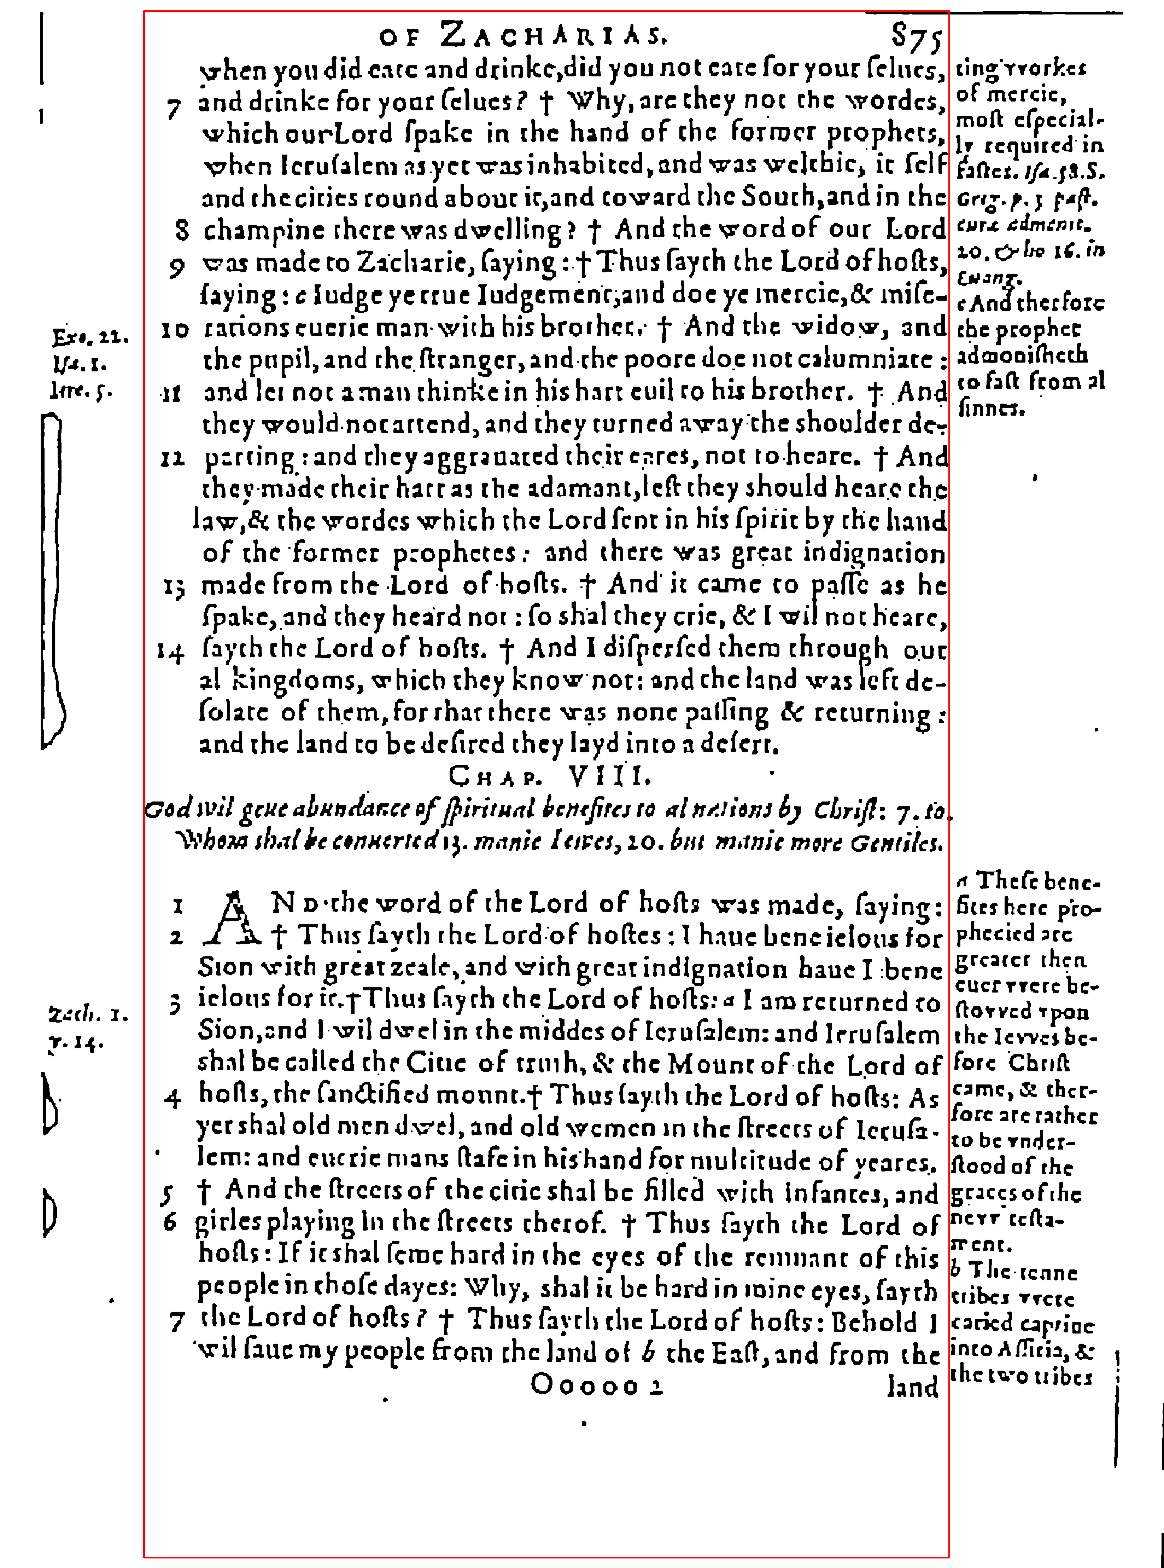 OF ZACHARIAS. 875
when you did eate and drinke, did you not eate for your ſelues,
7 and drinke for your ſelues? † Why, are they not the wordes,
which our Lord ſpake in the hand of the former prophets,
when Ieruſalem as yet was inhabited, and was welthie, it ſelf
and the cities round about it, and toward the South, and in the
8 champine there was dwelling? † And the word of our Lord
9 was made to Zacharie, ſaying: † Thus ſayth the Lord of hoſts,
ſaying: c Iudge ye true Iudgement, and doe ye mercie, & miſe-
10 rations euerie man with his brother. † And the widow, and
the pupil, and the ſtranger, and the poore doe not calumniate:
11 and let not a man thinke in his hart euil to his brother. † And
they would not attend, and they turned away the shoulder de-
12 parting: and they aggrauated their eares, not to heare. † And
they made their hart as the adamant, leſt they should heare the
law, & the wordes which the Lord ſent in his ſpirit by the hand
of the former prophetes: and there was great indignation
13 made from the Lord of hoſts. † And it came to paſſe as he
ſpake, and they heard not: ſo shal they crie, & I wil not heare,
14 ſayth the Lord of hoſts. † And I diſperſed them through out
al kingdoms, which they know not: and the land was left de-
ſolate of them, for that there was none paſſing & returning:
and the land to be deſired they layd into a deſert.
CHAP. VIII.
God wil geue abundance of ſpiritual benefites to al nations by Chriſt: 7. to
Whom shal be conuerted 13. manie Iewes, 20. but manie more Gentiles.
1 AND the word of the Lord of hoſts was made, ſaying:
2 † Thus ſayth the Lord of hoſtes: I haue bene ielous for
Sion with great zeale, and with great indignation haue I bene
3 ielous for it. † Thus ſayth the Lord of hoſts: a I am returned to
Sion, and I wil dwel in the middes of Ieruſalem: and Ieruſalem
shal be called the Citie of truth, & the Mount of the Lord of
4 hoſts, the ſanctified mount. † Thus ſayth the Lord of hoſts: As
yet shal old men dwel, and old wemen in the ſtreets of Ieruſa-
lem: and euerie mans ſtafe in his hand for multitude of yeares.
5 † And the ſtreets of the citie shal be filled with infantes, and
6 girles playing in the ſtreets therof. † Thus ſayth the Lord of
hoſts: If it shal ſeme hard in the eyes of the remnant of this
people in thoſe dayes: Why, shal it be hard in mine eyes, ſayth
7 the Lord of hoſts? † Thus ſayth the Lord of hoſts: Behold I
wil ſaue my people from the land of b the Eaſt, and from the
Ooooo 2 land
Exo. 22.
Iſa. 1.
Iere. 5.
Zach. 1.
v. 14.
ting workes
of mercie,
moſt eſpecial-
ly required in
faſtes. Iſa. 58. S.
Greg. p. 3 paſt.
curæ admonit.
20. & ho 16. in
Euang.
c And therfore
the prophet
admoniſheth
to faſt from al
ſinnes.
a Theſe bene-
fites here pro-
phecied are
greater then
euer were be-
ſtowed vpon
the Iewes be-
fore Chriſt
came, & ther-
fore are rather
to be vnder-
ſtood of the
graces of the
new teſta-
ment.
b The tenne
tribes were
caried captiue
into Aſſiria, &
the two tribes